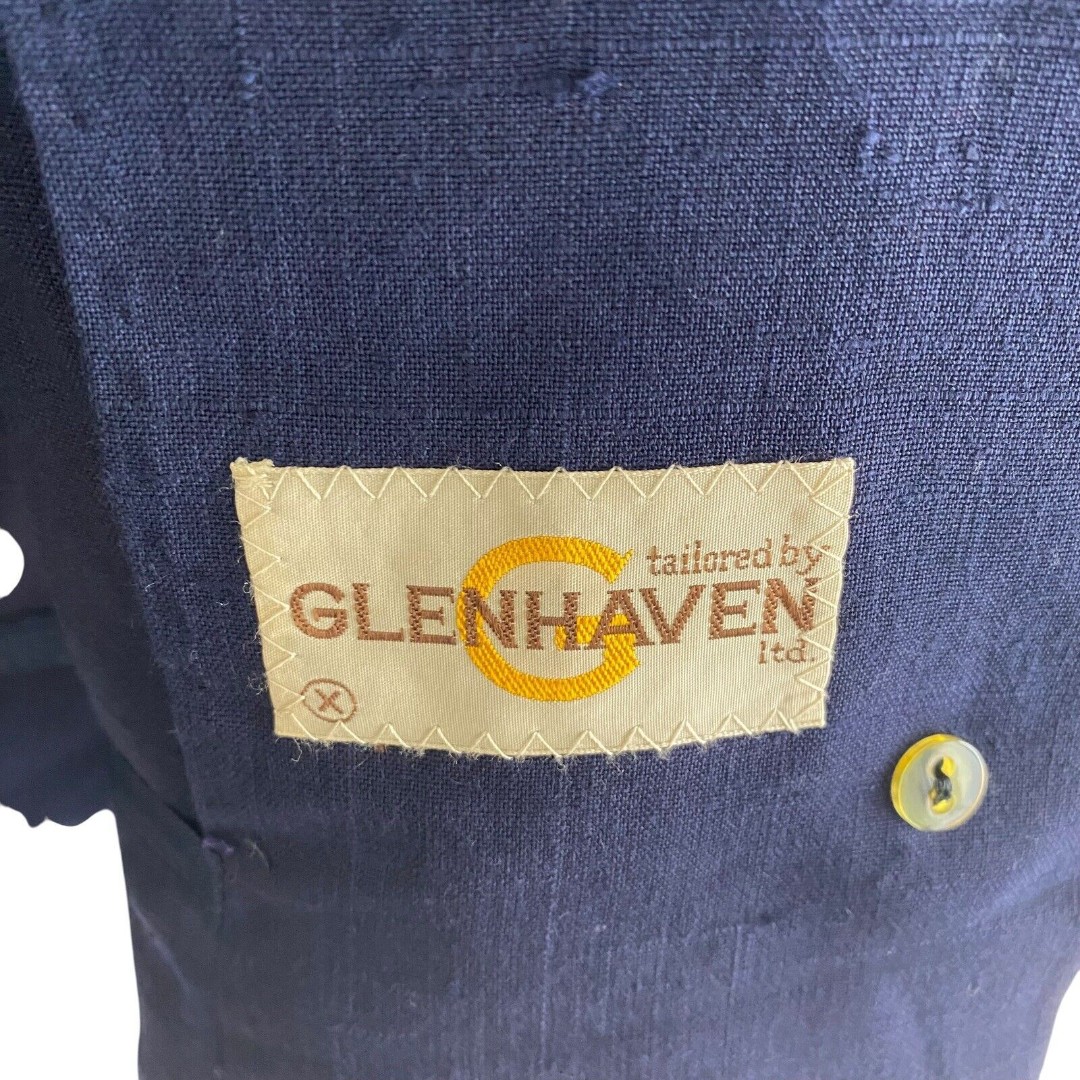 tailored by
G
GLENHAVEN
ltd.
X